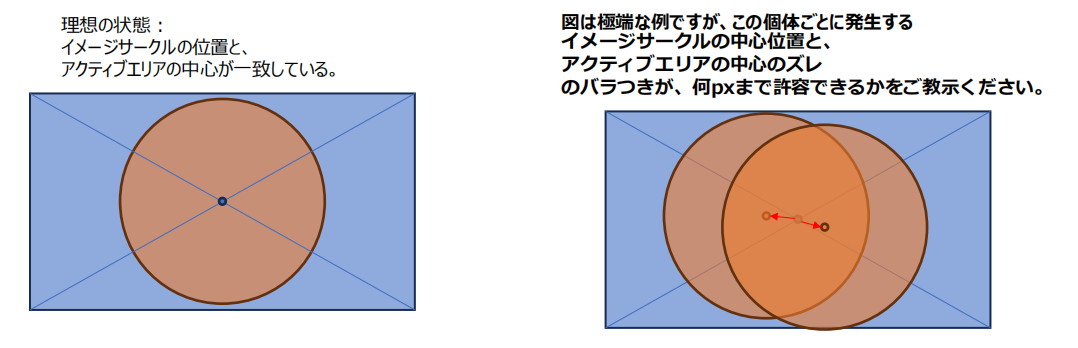 理想の状態：
イメージサークルの位置と、
アクティブエリアの中心が一致している。
図は極端な例ですが、この個体ごとに発生する
イメージサークルの中心位置と、
アクティブエリアの中心のズレ
のバラつきが、何pxまで許容できるかをご教示ください。